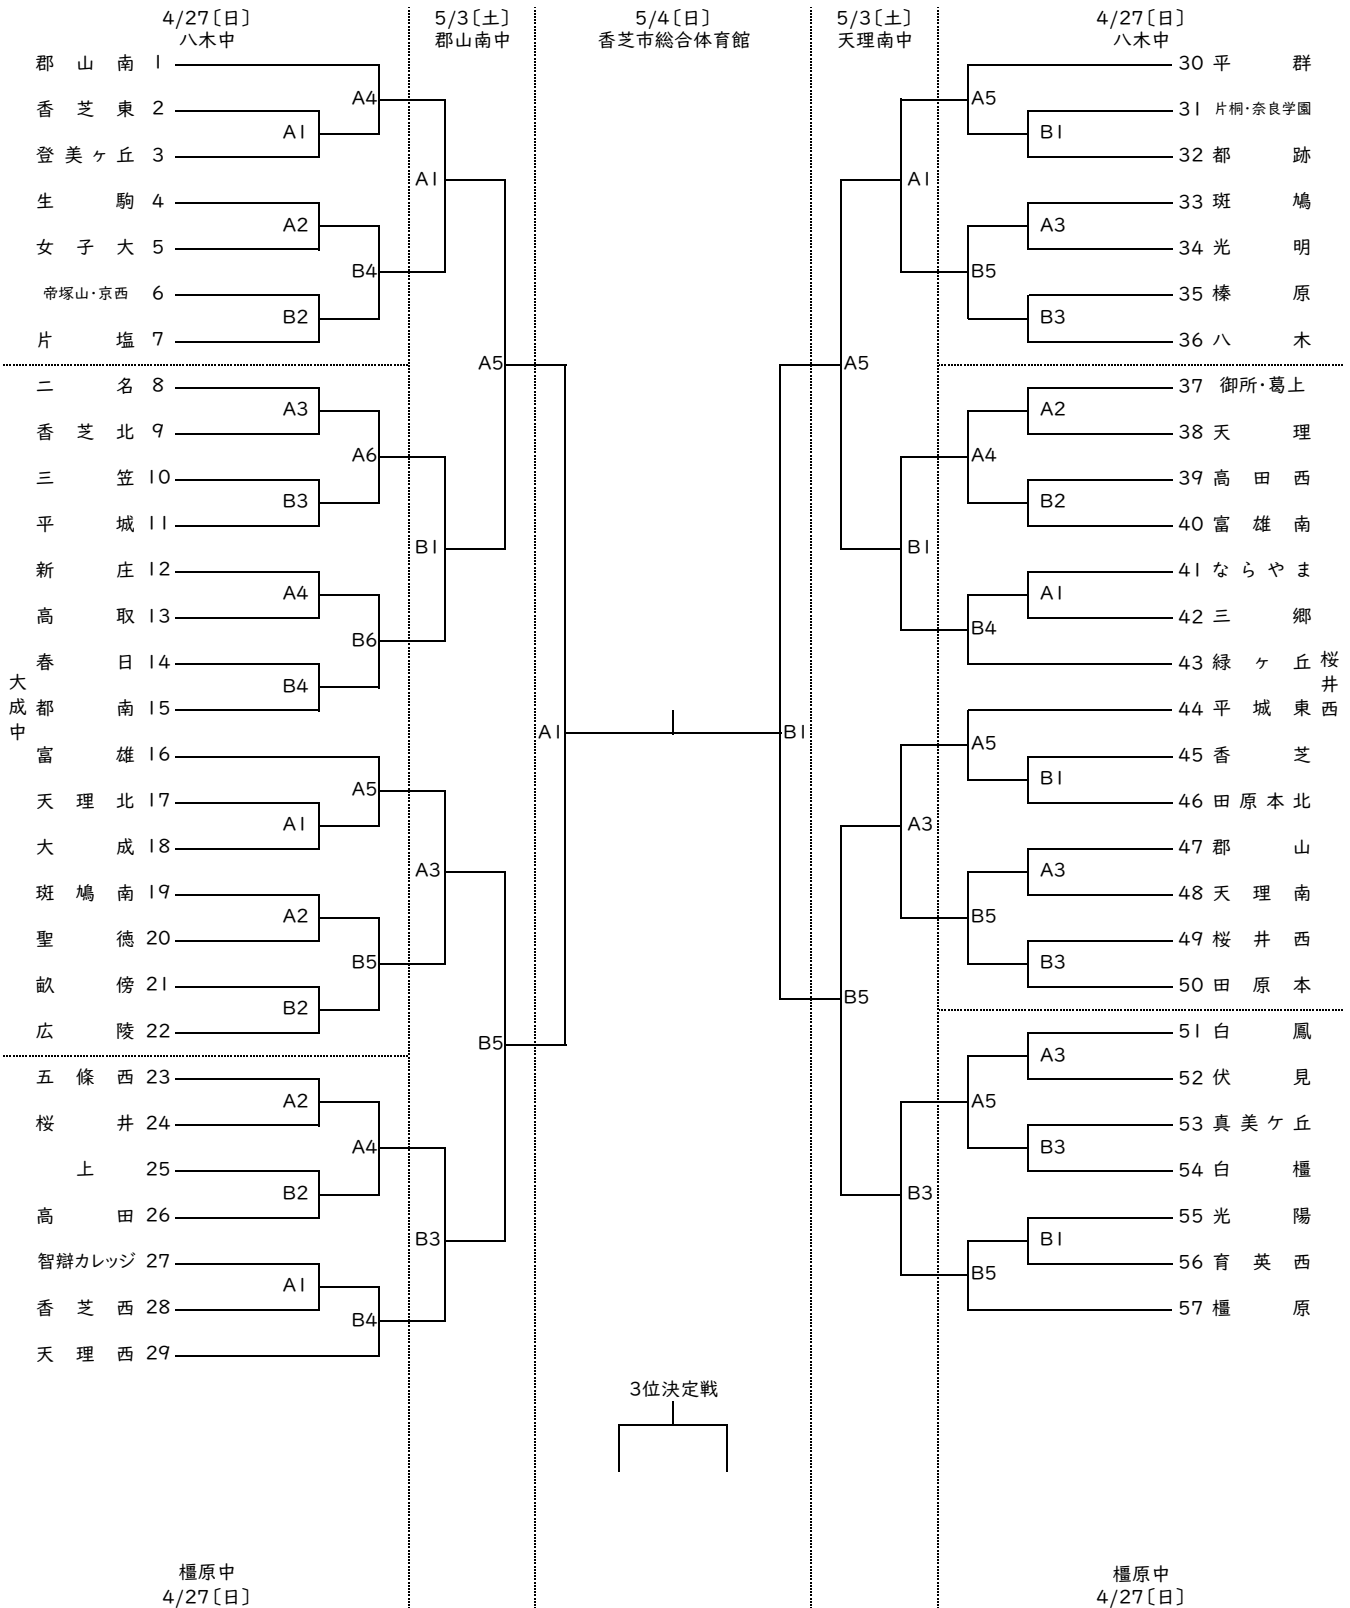 4/27〔日〕 5/3〔土〕 5/4〔日〕 5/3〔土〕 4/27〔日〕
八木中 郡山南中 香芝市総合体育館 天理南中 八木中
郡山南 1
A4
香芝東 2
A1
登美ヶ丘 3
A1
生駒 4
A2
女子大 5
B4
帝塚山・京西 6
B2
片塩 7
A5
二名 8
A3
香芝北 9
A6
三笠 10
B3
平城 11
B1
新庄 12
A4
高取 13
B6
春日 14
B4
都南 15
大成中
A1
富雄 16
A5
天理北 17
A1
大成 18
A3
斑鳩南 19
A2
聖徳 20
B5
畝傍 21
B2
広陵 22
B5
五條西 23
A2
桜井 24
A4
上 25
B2
高田 26
B3
智辯カレッジ 27
A1
香芝西 28
B4
天理西 29
30 平群
A5
31 片桐・奈良学園
B1
32 都跡
A1
33 斑鳩
A3
34 光明
B5
35 榛原
B3
36 八木
A5
37 御所・葛上
A2
38 天理
A4
39 高田西
B2
40 富雄南
B1
41 ならやま
A1
42 三郷
B4
43 緑ヶ丘
桜井西
44 平城東
B1
A5
45 香芝
B1
46 田原本北
A3
47 郡山
A3
48 天理南
B5
49 桜井西
B3
50 田原本
B5
51 白鳳
A3
52 伏見
A5
53 真美ケ丘
B3
54 白橿
B3
55 光陽
B1
56 育英西
B5
57 橿原
3位決定戦
橿原中 橿原中
4/27〔日〕 4/27〔日〕